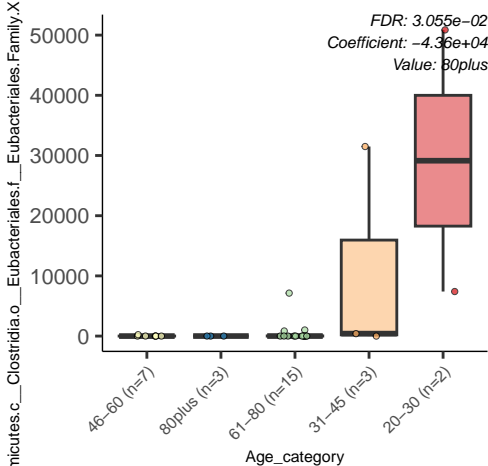 FDR: 3.055e−02
Coefficient: −4.36e+04
Value: 80plus
micutes.c__Clostridia.o__Eubacteriales.f__Eubacteriales.Family.X
50000
40000
30000
20000
10000
0
46−60 (n=7)
80plus (n=3)
61−80 (n=15)
31−45 (n=3)
20−30 (n=2)
Age_category